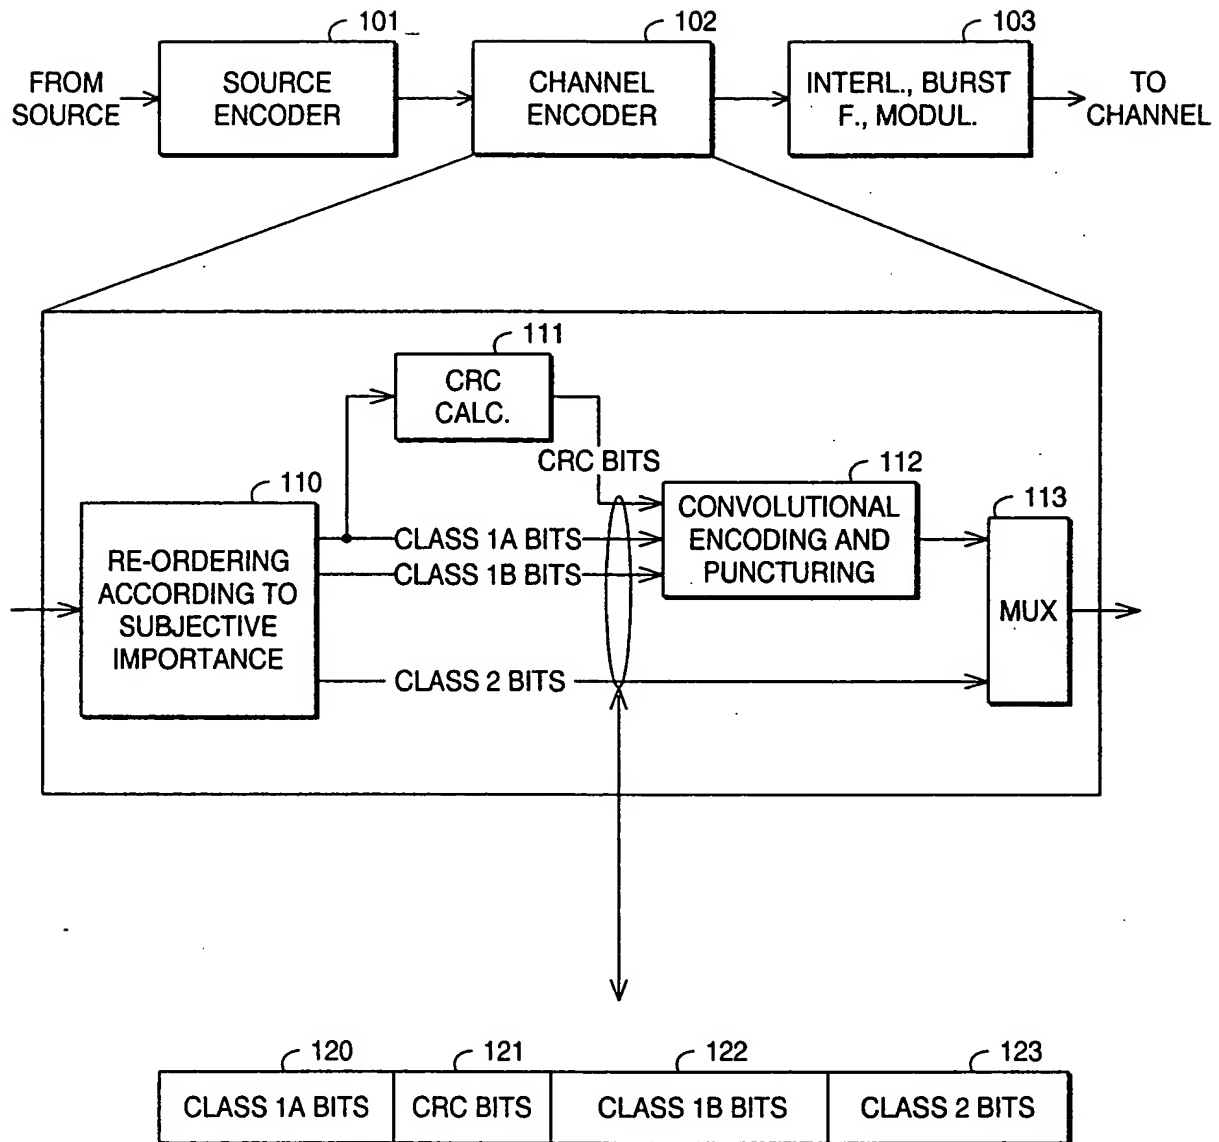 101
102
103
FROM
SOURCE
SOURCE
ENCODER
CHANNEL
ENCODER
INTERL., BURST
F., MODUL.
TO
CHANNEL
111
CRC
CALC.
CRC BITS
110
112
113
RE-ORDERING
ACCORDING TO
SUBJECTIVE
IMPORTANCE
CLASS 1A BITS
CLASS 1B BITS
CLASS 2 BITS
CONVOLUTIONAL
ENCODING AND
PUNCTURING
MUX
120
121
122
123
CLASS 1A BITS
CRC BITS
CLASS 1B BITS
CLASS 2 BITS